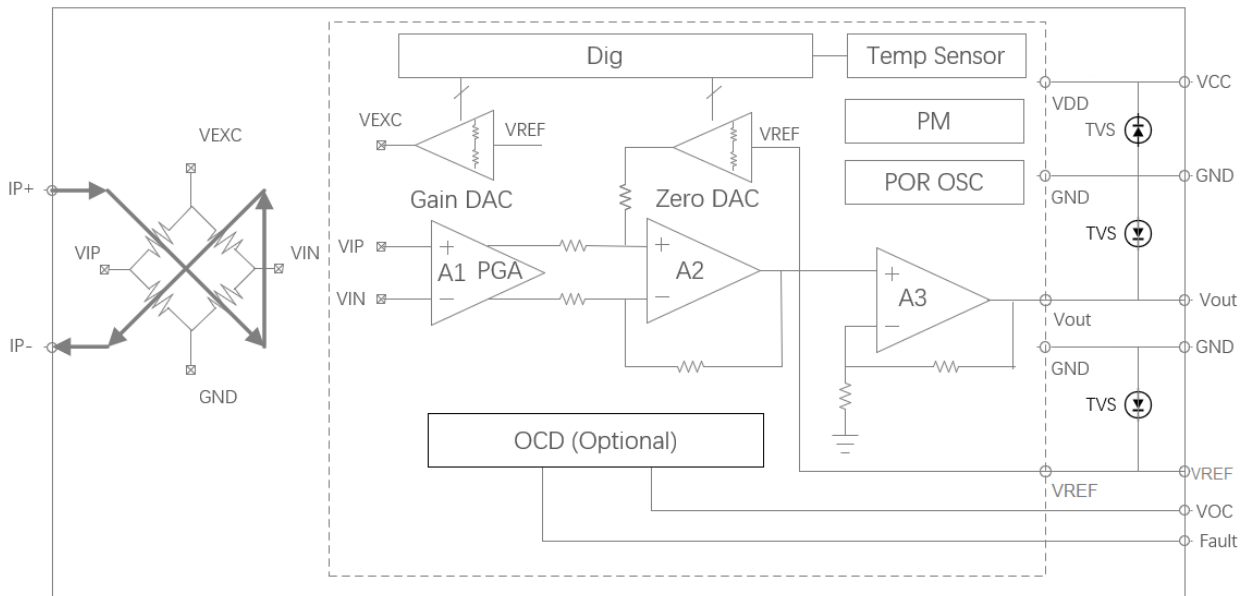 Dig
Temp Sensor
VCC
VDD
VEXC
VEXC
VREF
VREF
PM
TVS
IP+
Gain DAC
Zero DAC
POR OSC
GND
GND
VIP
VIN
VIP
+
A1
PGA
+
A2
TVS
VIN
−
−
+
A3
−
Vout
Vout
IP-
GND
GND
GND
TVS
OCD (Optional)
VREF
VREF
VOC
Fault